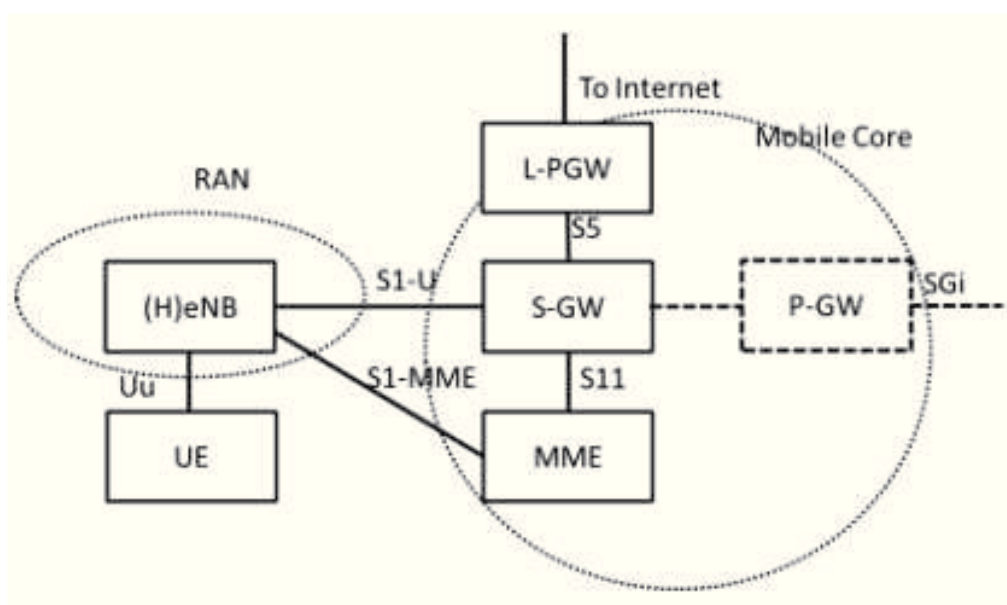 To Internet
Mobile Core
L-PGW
RAN
S5
S1-U
SGi
(H)eNB
S-GW
P-GW
Uu
S1-MME
S11
UE
MME